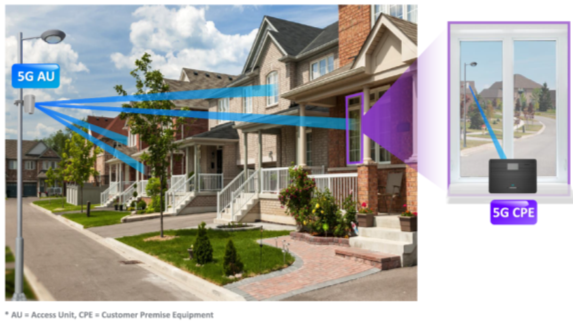 5G AU
5G CPE
* AU = Access Unit, CPE = Customer Premise Equipment